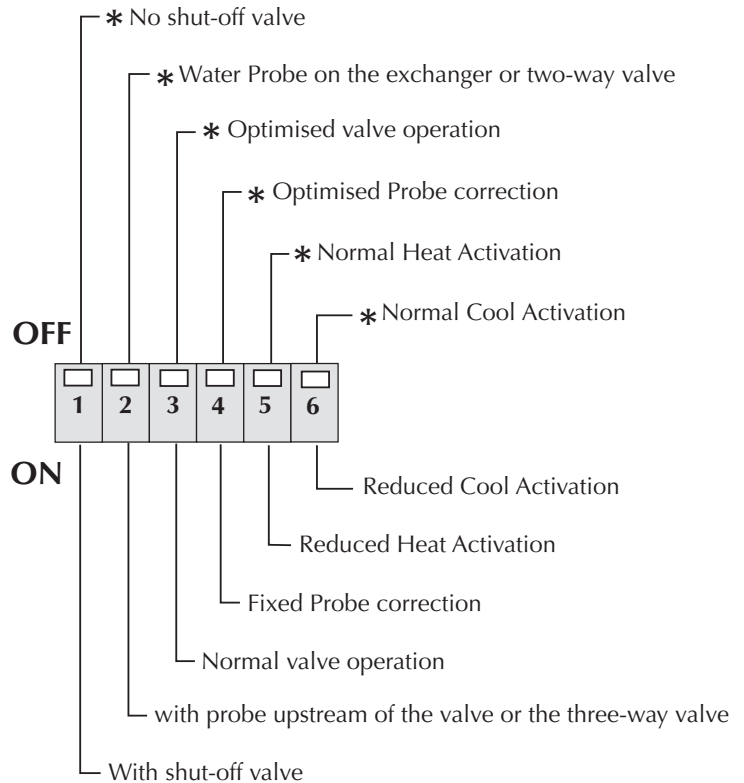 * No shut-off valve
* Water Probe on the exchanger or two-way valve
* Optimised valve operation
* Optimised Probe correction
* Normal Heat Activation
* Normal Cool Activation
OFF
1 2 3 4 5 6
ON
Reduced Cool Activation
Reduced Heat Activation
Fixed Probe correction
Normal valve operation
with probe upstream of the valve or the three-way valve
With shut-off valve